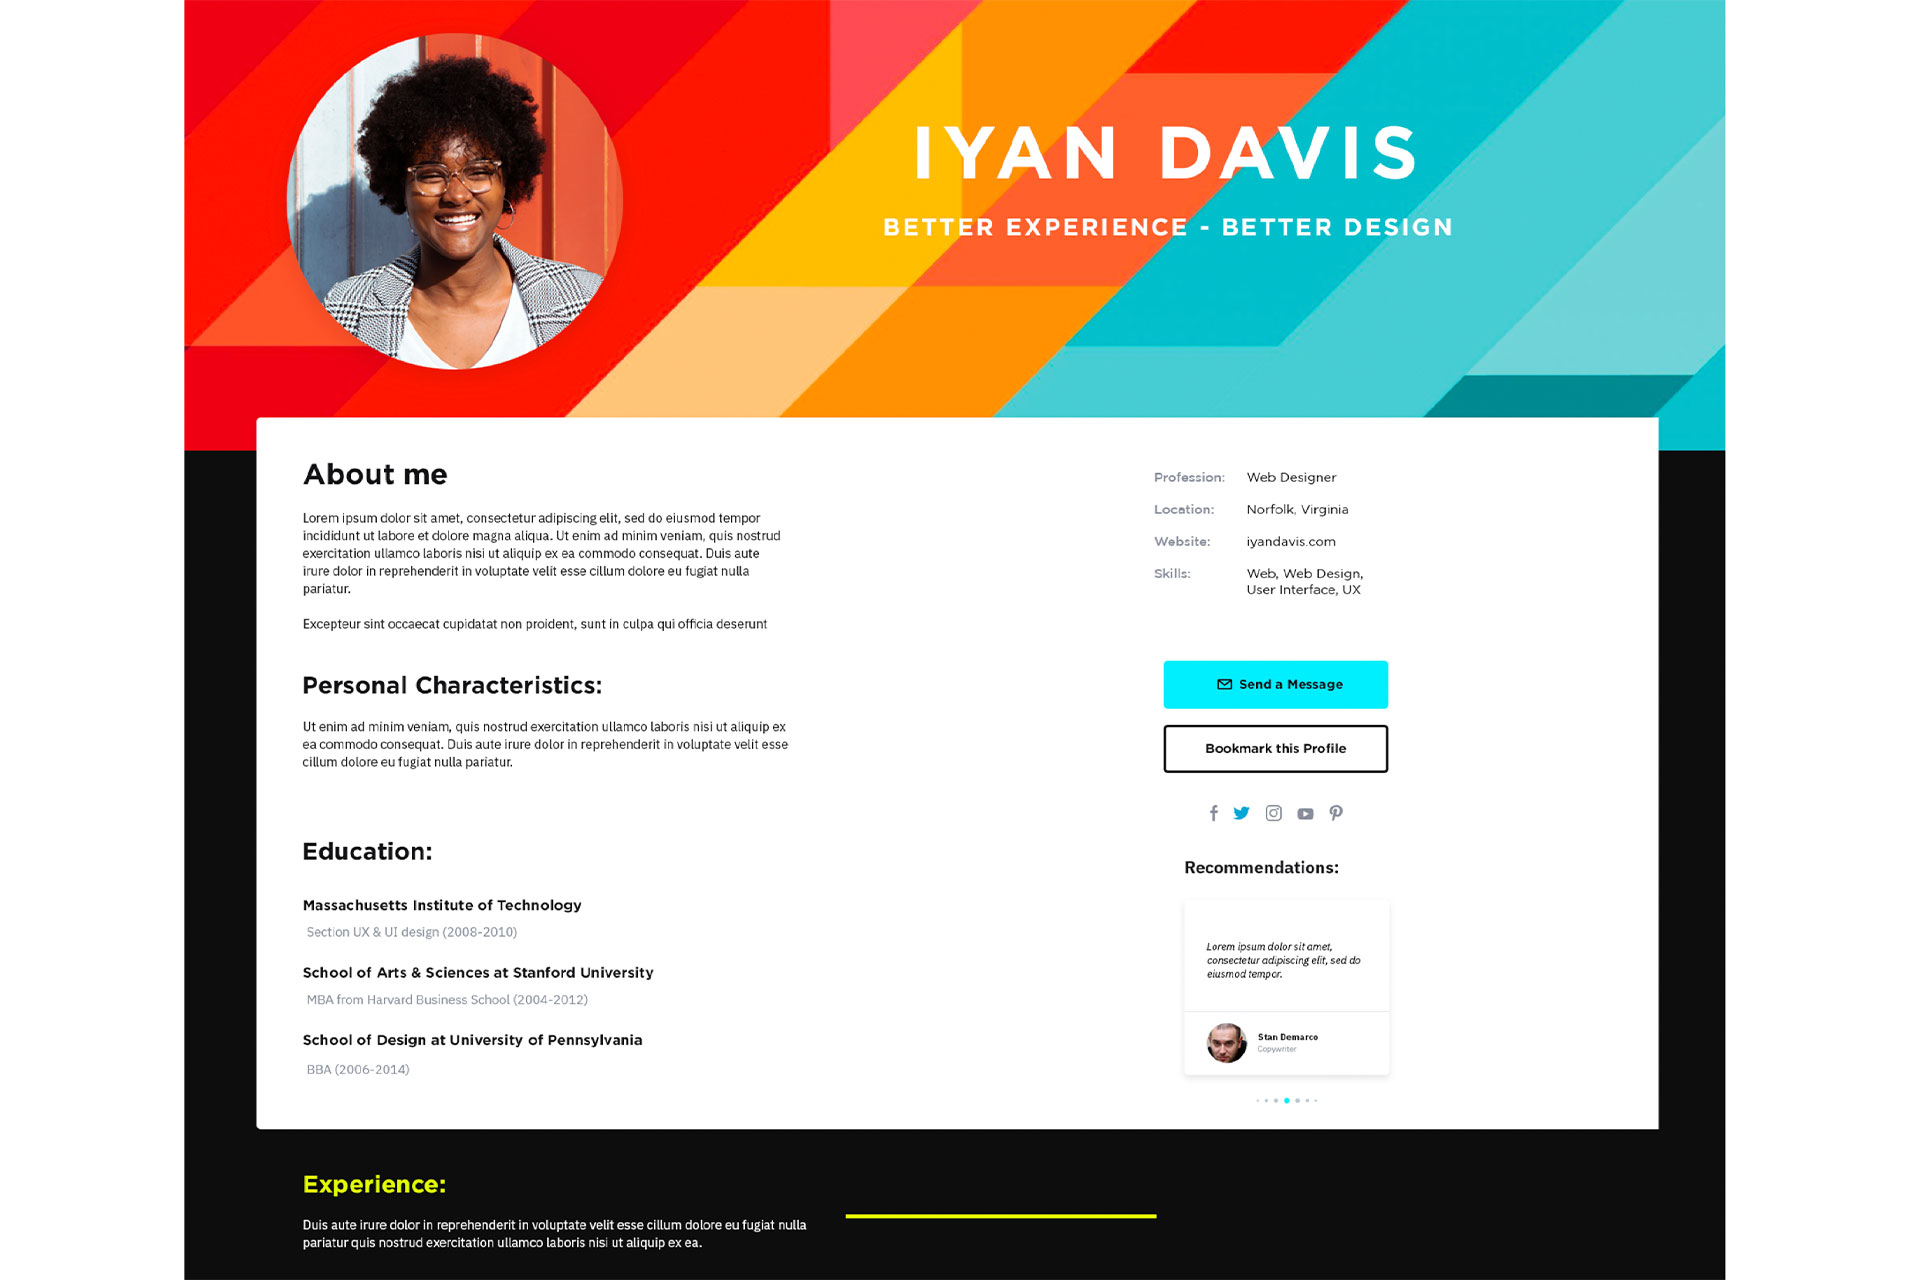 IYAN DAVIS
BETTER EXPERIENCE - BETTER DESIGN
About me
Lorem ipsum dolor sit amet, consectetur adipiscing elit, sed do eiusmod tempor
incididunt ut labore et dolore magna aliqua. Ut enim ad minim veniam, quis nostrud
exercitation ullamco laboris nisi ut aliquip ex ea commodo consequat. Duis aute
irure dolor in reprehenderit in voluptate velit esse cillum dolore eu fugiat nulla
pariatur.
Excepteur sint occaecat cupidatat non proident, sunt in culpa qui officia deserunt
Personal Characteristics:
Ut enim ad minim veniam, quis nostrud exercitation ullamco laboris nisi ut aliquip ex
ea commodo consequat. Duis aute irure dolor in reprehenderit in voluptate velit esse
cillum dolore eu fugiat nulla pariatur.
Education:
Massachusetts Institute of Technology
Section UX & UI design (2008-2010)
School of Arts & Sciences at Stanford University
MBA from Harvard Business School (2004-2012)
School of Design at University of Pennsylvania
BBA (2006-2014)
Profession: Web Designer
Location: Norfolk, Virginia
Website: iyandavis.com
Skills: Web, Web Design,
User Interface, UX
Send a Message
Bookmark this Profile
Recommendations:
Lorem ipsum dolor sit amet,
consectetur adipiscing elit, sed do
eiusmod tempor.
Stan Demarco
Copywriter
Experience:
Duis aute irure dolor in reprehenderit in voluptate velit esse cillum dolore eu fugiat nulla
pariatur quis nostrud exercitation ullamco laboris nisi ut aliquip ex ea.